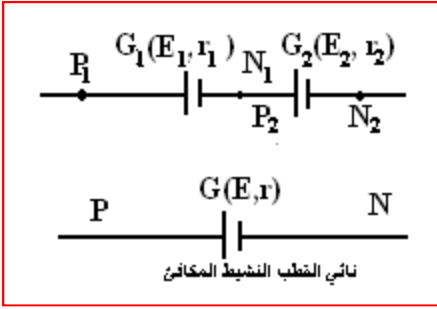 G₁(E₁, r₁) N₁ G₂(E₂, r₂)
P₁
P₂ N₂
G(E,r)
P N
ثنائي القطب النشيط المكافئ